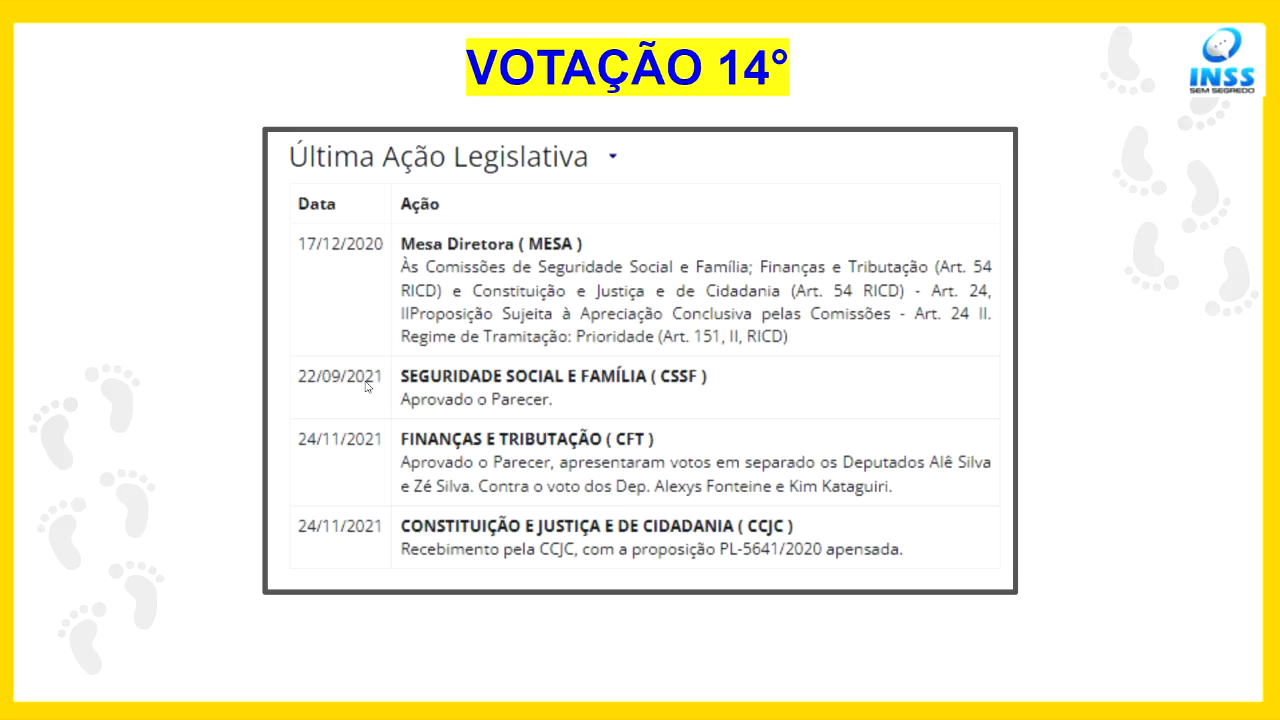 VOTAÇÃO 14°
INSS
SEM SEGREDO
Última Ação Legislativa
Data Ação
17/12/2020 Mesa Diretora ( MESA )
Às Comissões de Seguridade Social e Família; Finanças e Tributação (Art. 54
RICD) e Constituição e Justiça e de Cidadania (Art. 54 RICD) - Art. 24,
IIProposição Sujeita à Apreciação Conclusiva pelas Comissões - Art. 24 II.
Regime de Tramitação: Prioridade (Art. 151, II, RICD)
22/09/2021 SEGURIDADE SOCIAL E FAMÍLIA ( CSSF )
Aprovado o Parecer.
24/11/2021 FINANÇAS E TRIBUTAÇÃO ( CFT )
Aprovado o Parecer, apresentaram votos em separado os Deputados Alê Silva
e Zé Silva. Contra o voto dos Dep. Alexys Fonteine e Kim Kataguiri.
24/11/2021 CONSTITUIÇÃO E JUSTIÇA E DE CIDADANIA ( CCJC )
Recebimento pela CCJC, com a proposição PL-5641/2020 apensada.